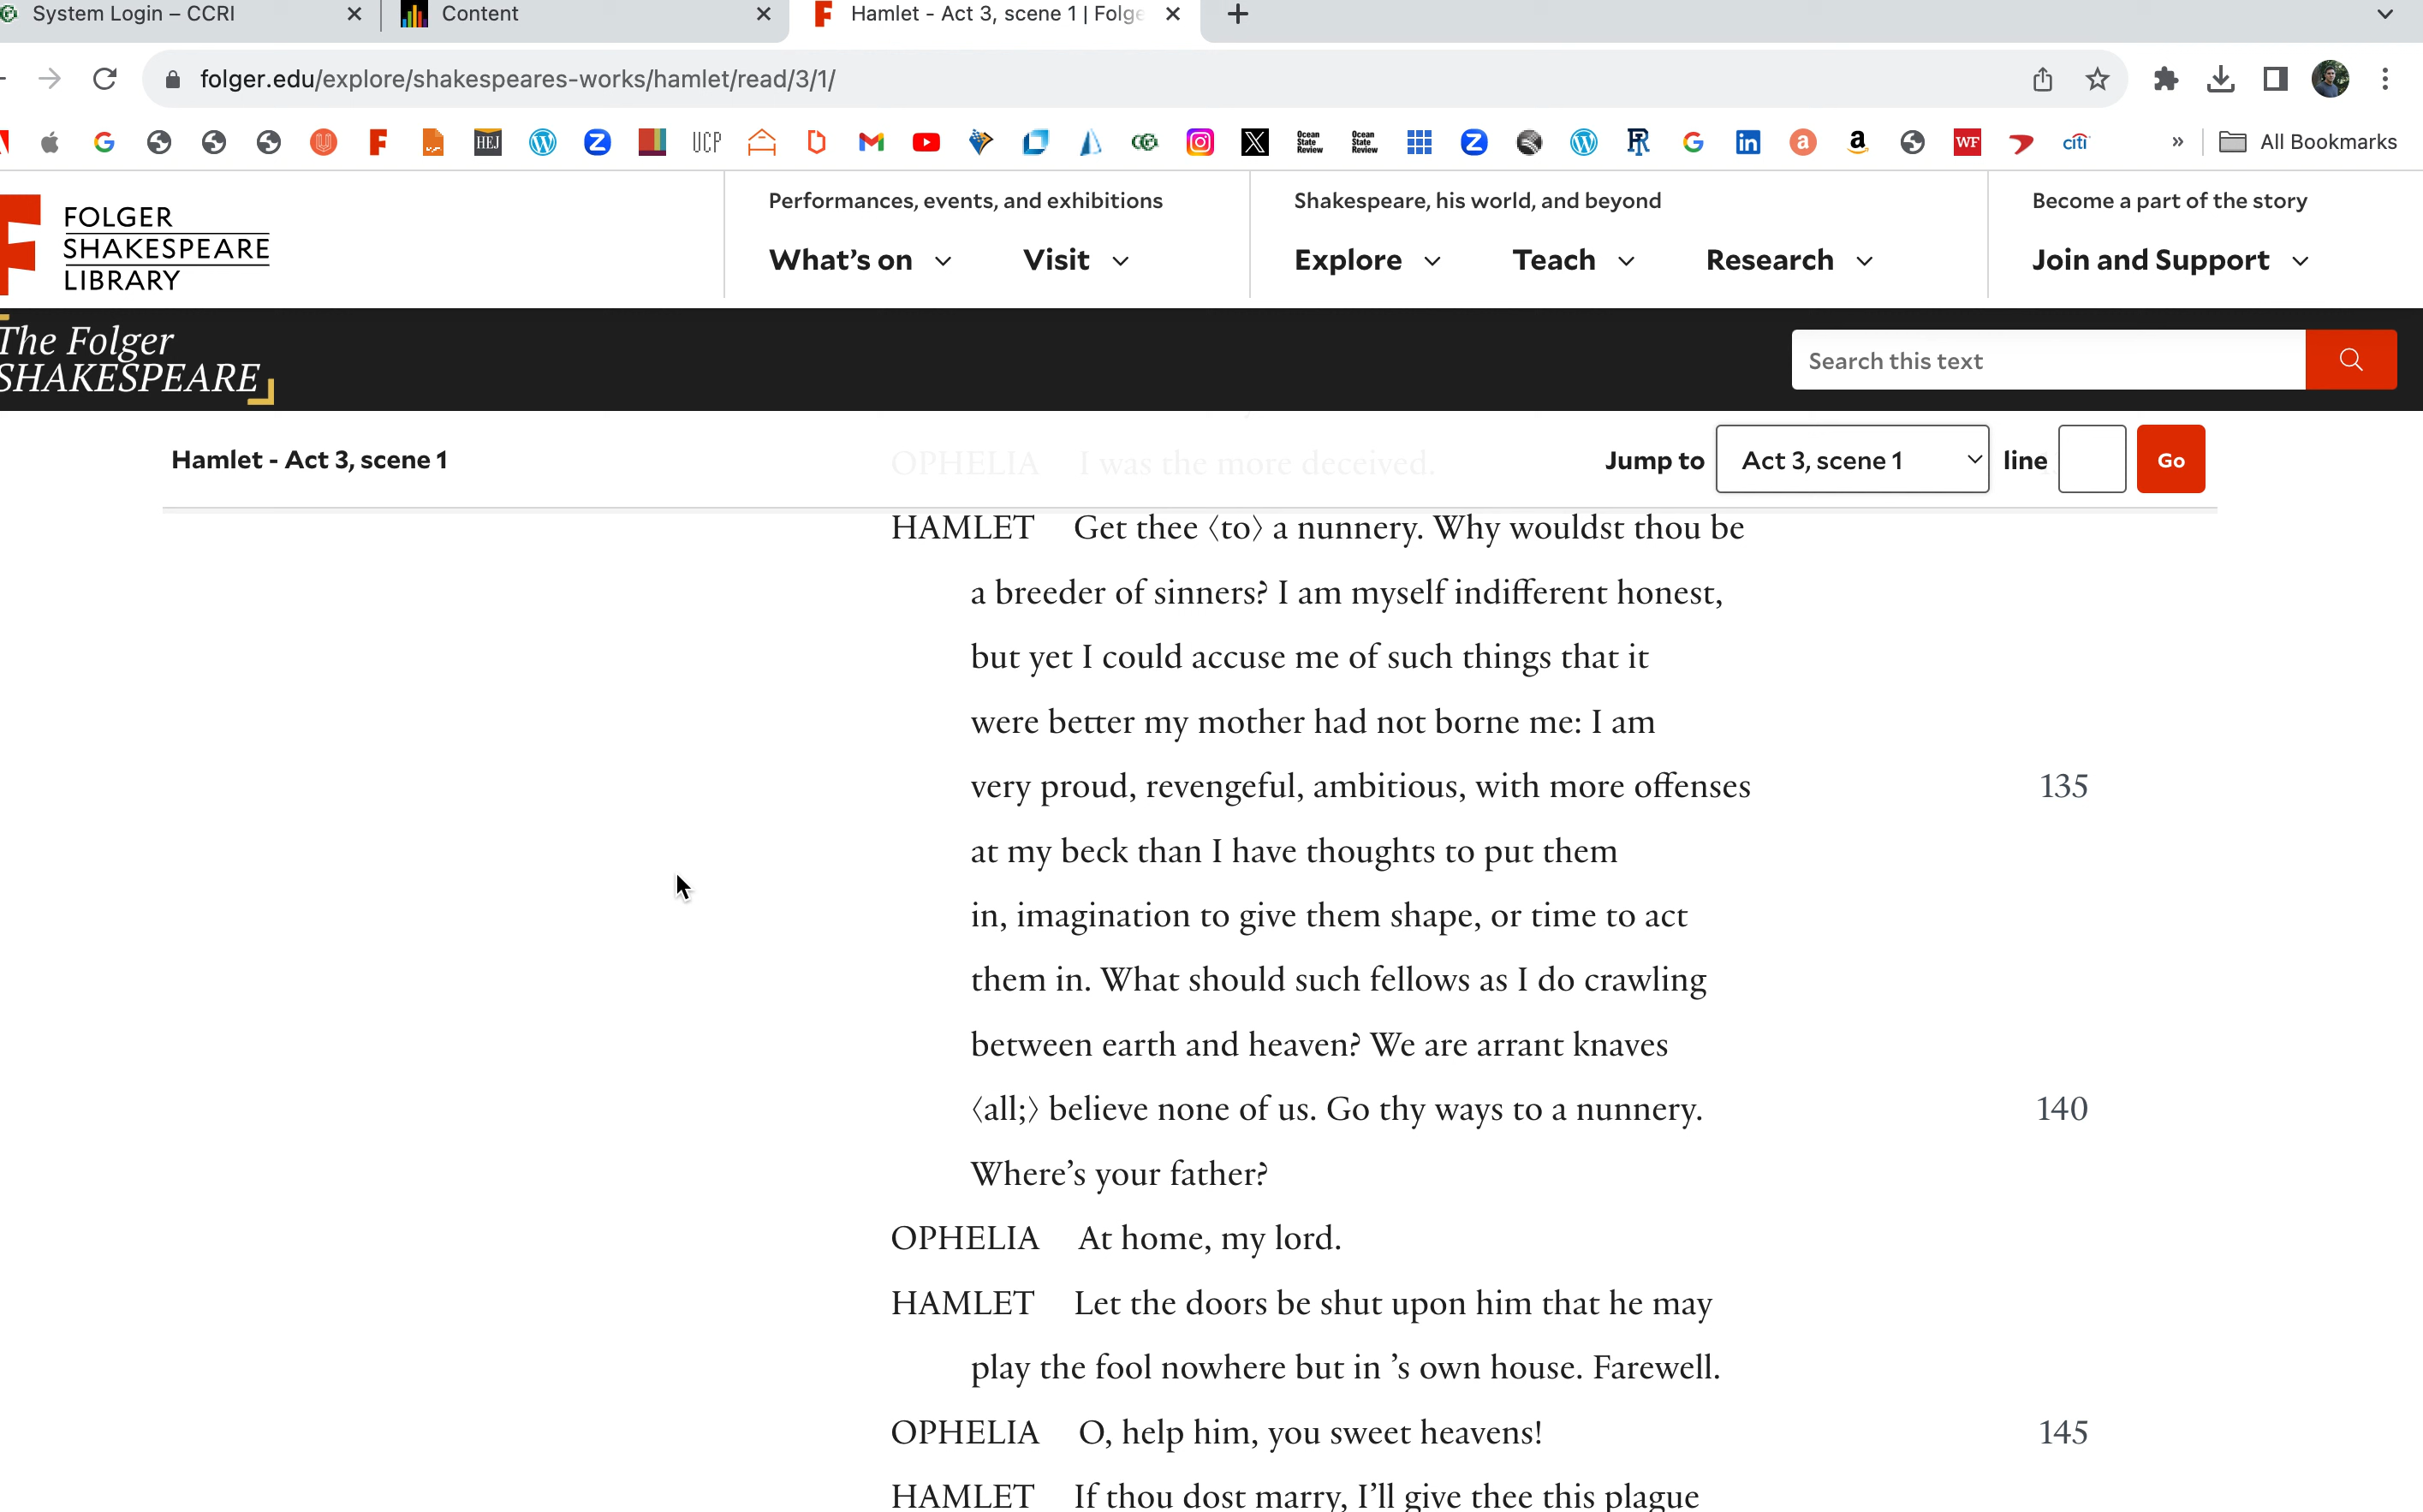 System Login – CCRI
Content
Hamlet - Act 3, scene 1 | Folge
folger.edu/explore/shakespeares-works/hamlet/read/3/1/
HEJ UCP Ocean State Review Ocean State Review WF citi » All Bookmarks
FOLGER
SHAKESPEARE
LIBRARY
Performances, events, and exhibitions
What’s on Visit
Shakespeare, his world, and beyond
Explore Teach Research
Become a part of the story
Join and Support
The Folger
SHAKESPEARE
Search this text
Hamlet - Act 3, scene 1
Jump to Act 3, scene 1 line Go
OPHELIA I was the more deceived.
HAMLET Get thee ⟨to⟩ a nunnery. Why wouldst thou be
a breeder of sinners? I am myself indifferent honest,
but yet I could accuse me of such things that it
were better my mother had not borne me: I am
very proud, revengeful, ambitious, with more offenses 135
at my beck than I have thoughts to put them
in, imagination to give them shape, or time to act
them in. What should such fellows as I do crawling
between earth and heaven? We are arrant knaves
⟨all;⟩ believe none of us. Go thy ways to a nunnery. 140
Where’s your father?
OPHELIA At home, my lord.
HAMLET Let the doors be shut upon him that he may
play the fool nowhere but in ’s own house. Farewell.
OPHELIA O, help him, you sweet heavens! 145
HAMLET If thou dost marry, I’ll give thee this plague